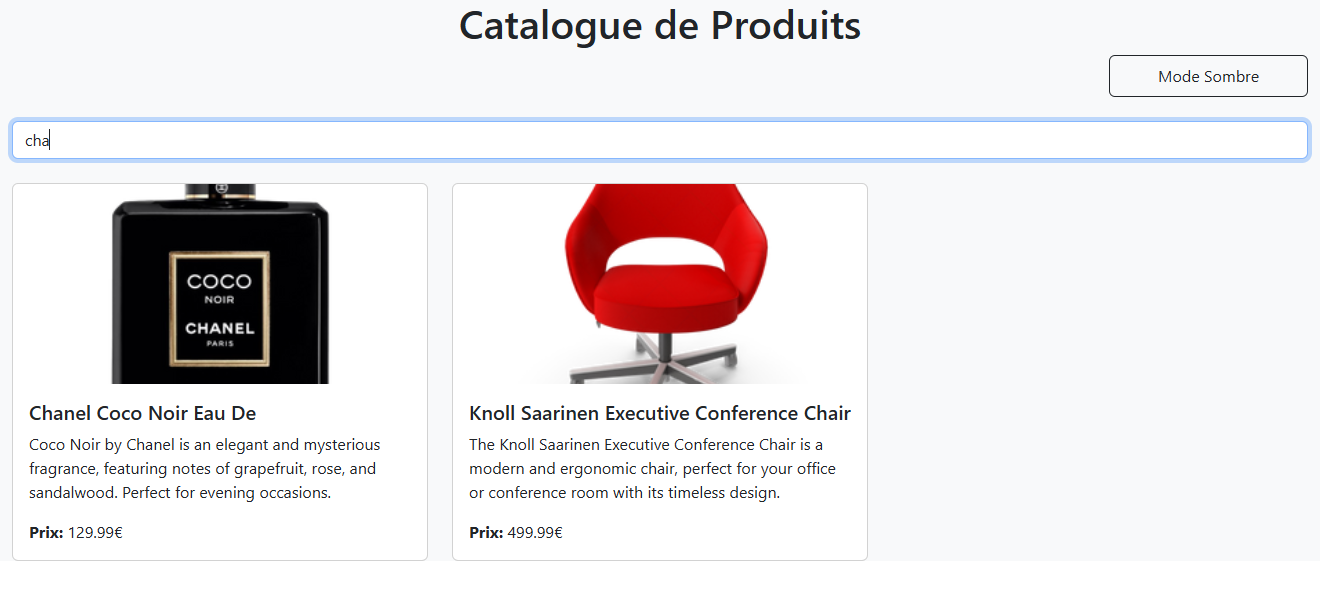 Catalogue de Produits
Mode Sombre
cha
COCO
NOIR
CHANEL
PARIS
Chanel Coco Noir Eau De
Coco Noir by Chanel is an elegant and mysterious
fragrance, featuring notes of grapefruit, rose, and
sandalwood. Perfect for evening occasions.
Prix: 129.99€
Knoll Saarinen Executive Conference Chair
The Knoll Saarinen Executive Conference Chair is a
modern and ergonomic chair, perfect for your office
or conference room with its timeless design.
Prix: 499.99€